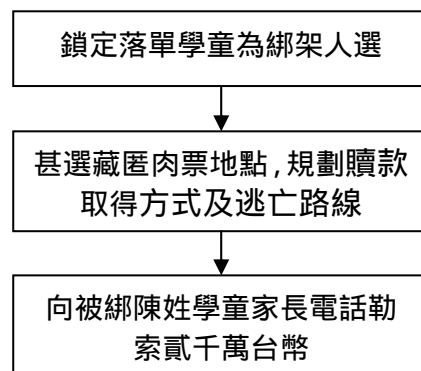 鎖定落單學童為綁架人選
甚選藏匿肉票地點,規劃贖款
取得方式及逃亡路線
向被綁陳姓學童家長電話勒
索貳千萬台幣